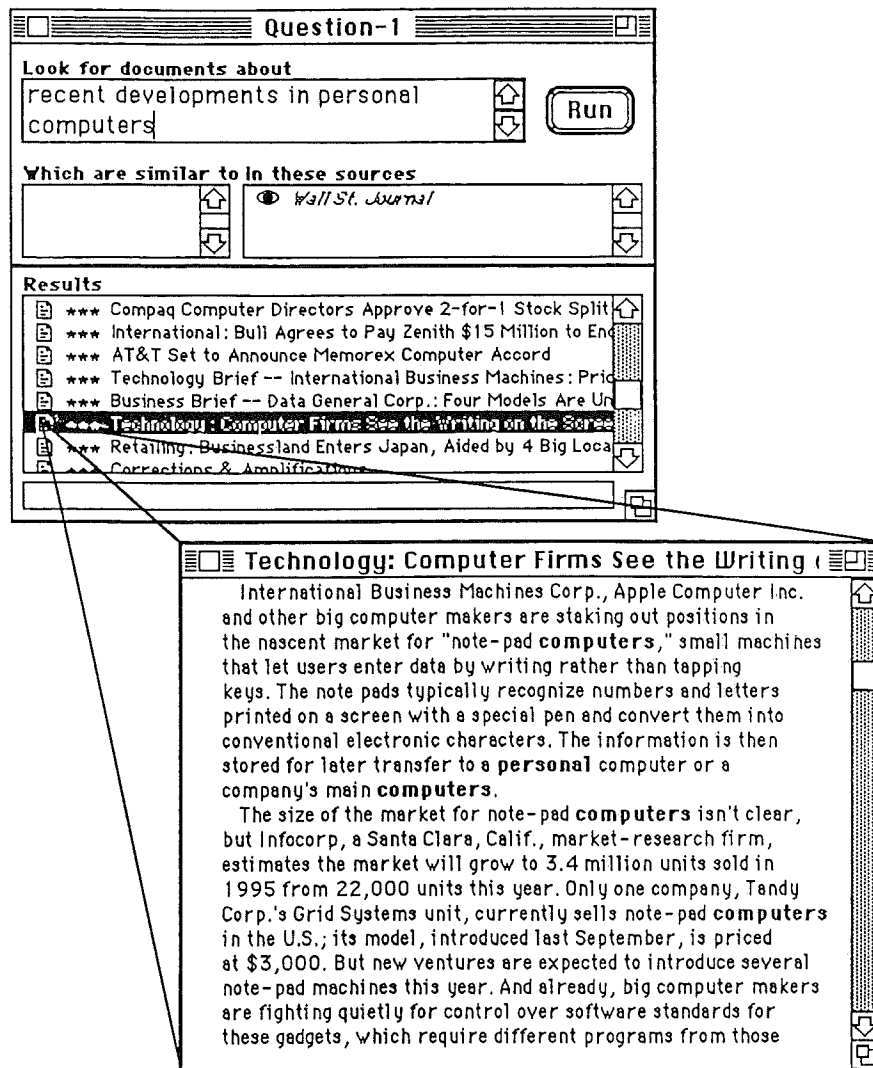 Question-1
Look for documents about
recent developments in personal
computers
Run
Which are similar to In these sources
Wall St. Journal
Results
*** Compaq Computer Directors Approve 2-for-1 Stock Split
*** International: Bull Agrees to Pay Zenith $15 Million to End
*** AT&T Set to Announce Memorex Computer Accord
*** Technology Brief -- International Business Machines: Pric
*** Business Brief -- Data General Corp.: Four Models Are Un
Technology: Computer Firms See the Writing on the Scree
*** Retailing: Businessland Enters Japan, Aided by 4 Big Loca
*** Corrections & Amplifications
Technology: Computer Firms See the Writing (
International Business Machines Corp., Apple Computer Inc.
and other big computer makers are staking out positions in
the nascent market for "note-pad computers," small machines
that let users enter data by writing rather than tapping
keys. The note pads typically recognize numbers and letters
printed on a screen with a special pen and convert them into
conventional electronic characters. The information is then
stored for later transfer to a personal computer or a
company's main computers.
The size of the market for note-pad computers isn't clear,
but Infocorp, a Santa Clara, Calif., market-research firm,
estimates the market will grow to 3.4 million units sold in
1995 from 22,000 units this year. Only one company, Tandy
Corp.'s Grid Systems unit, currently sells note-pad computers
in the U.S.; its model, introduced last September, is priced
at $3,000. But new ventures are expected to introduce several
note-pad machines this year. And already, big computer makers
are fighting quietly for control over software standards for
these gadgets, which require different programs from those